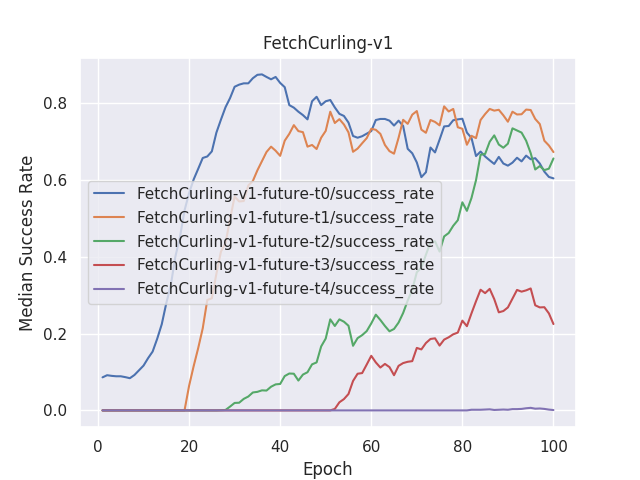 FetchCurling-v1
Median Success Rate
0.8
0.6
0.4
0.2
0.0
FetchCurling-v1-future-t0/success_rate
FetchCurling-v1-future-t1/success_rate
FetchCurling-v1-future-t2/success_rate
FetchCurling-v1-future-t3/success_rate
FetchCurling-v1-future-t4/success_rate
0 20 40 60 80 100
Epoch